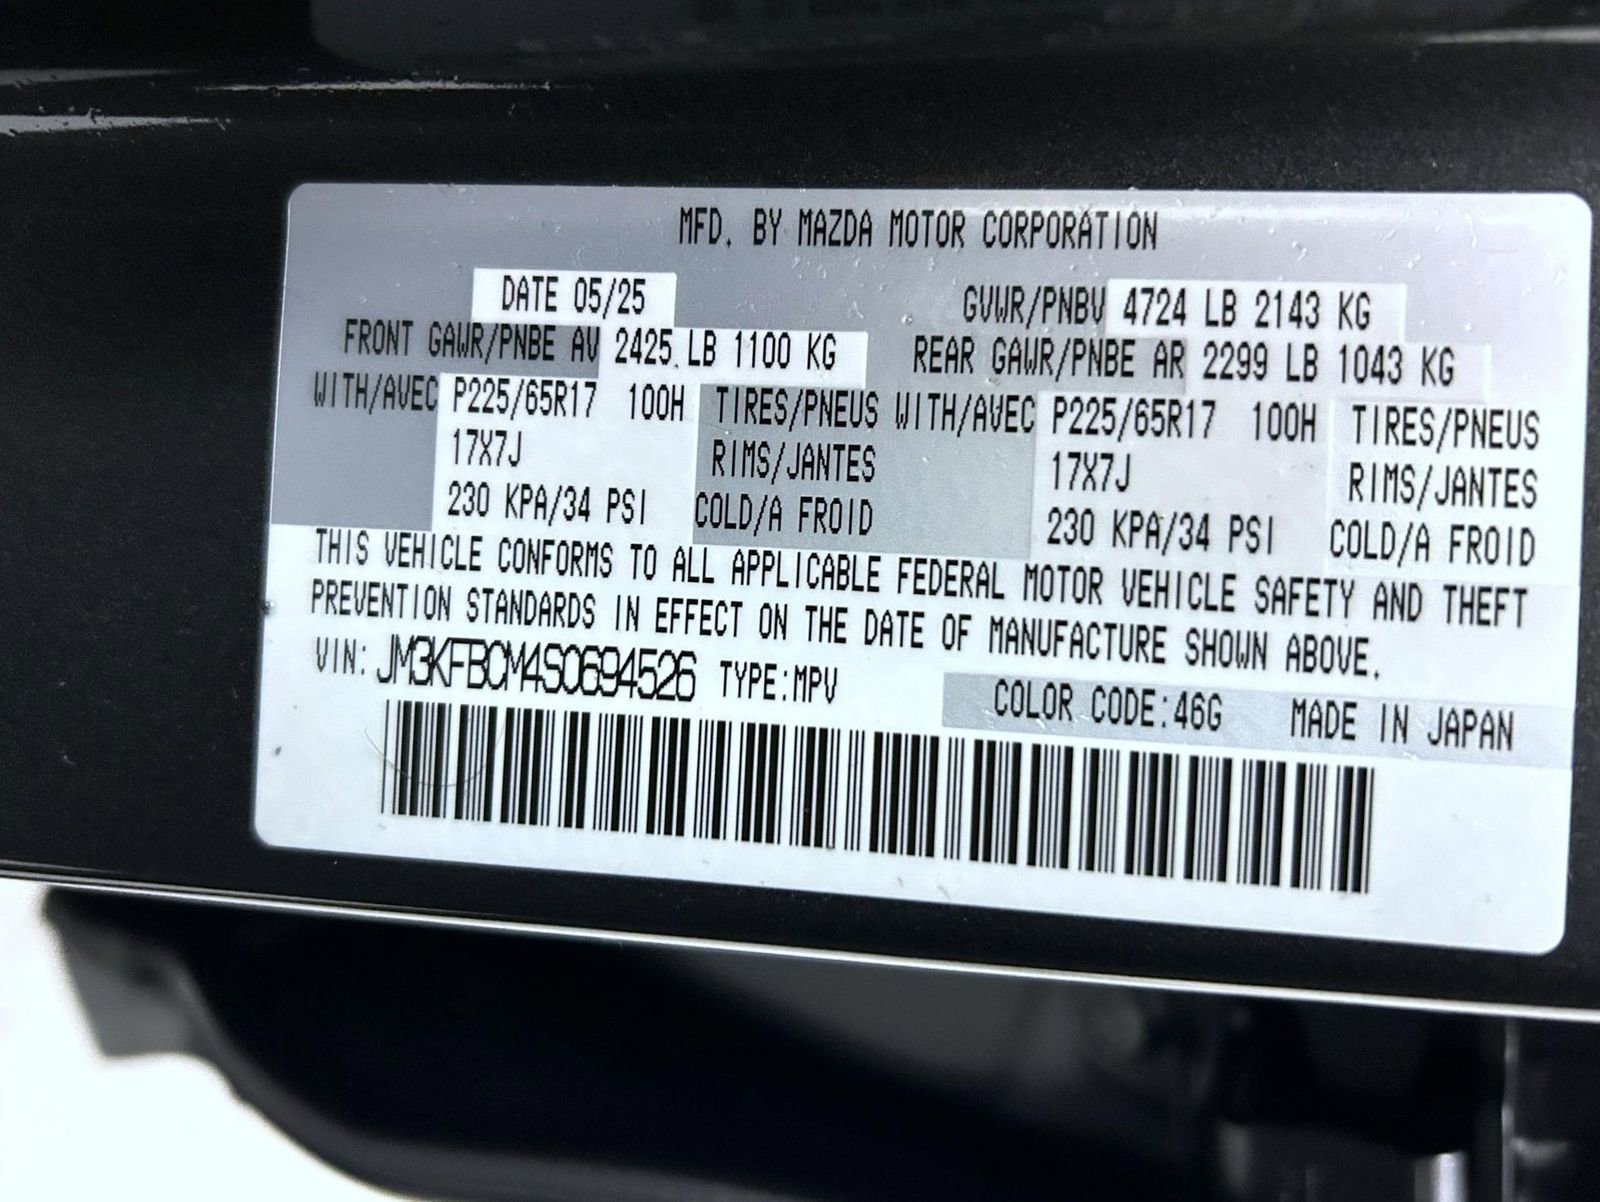 MFD. BY MAZDA MOTOR CORPORATION
DATE 05/25 GVWR/PNBV 4724 LB 2143 KG
FRONT GAWR/PNBE AV 2425 LB 1100 KG REAR GAWR/PNBE AR 2299 LB 1043 KG
WITH/AVEC P225/65R17 100H TIRES/PNEUS WITH/AVEC P225/65R17 100H TIRES/PNEUS
17X7J RIMS/JANTES 17X7J RIMS/JANTES
230 KPA/34 PSI COLD/A FROID 230 KPA/34 PSI COLD/A FROID
THIS VEHICLE CONFORMS TO ALL APPLICABLE FEDERAL MOTOR VEHICLE SAFETY AND THEFT
PREVENTION STANDARDS IN EFFECT ON THE DATE OF MANUFACTURE SHOWN ABOVE.
VIN: JM3KFBCM4S0694526 TYPE:MPV COLOR CODE:46G MADE IN JAPAN